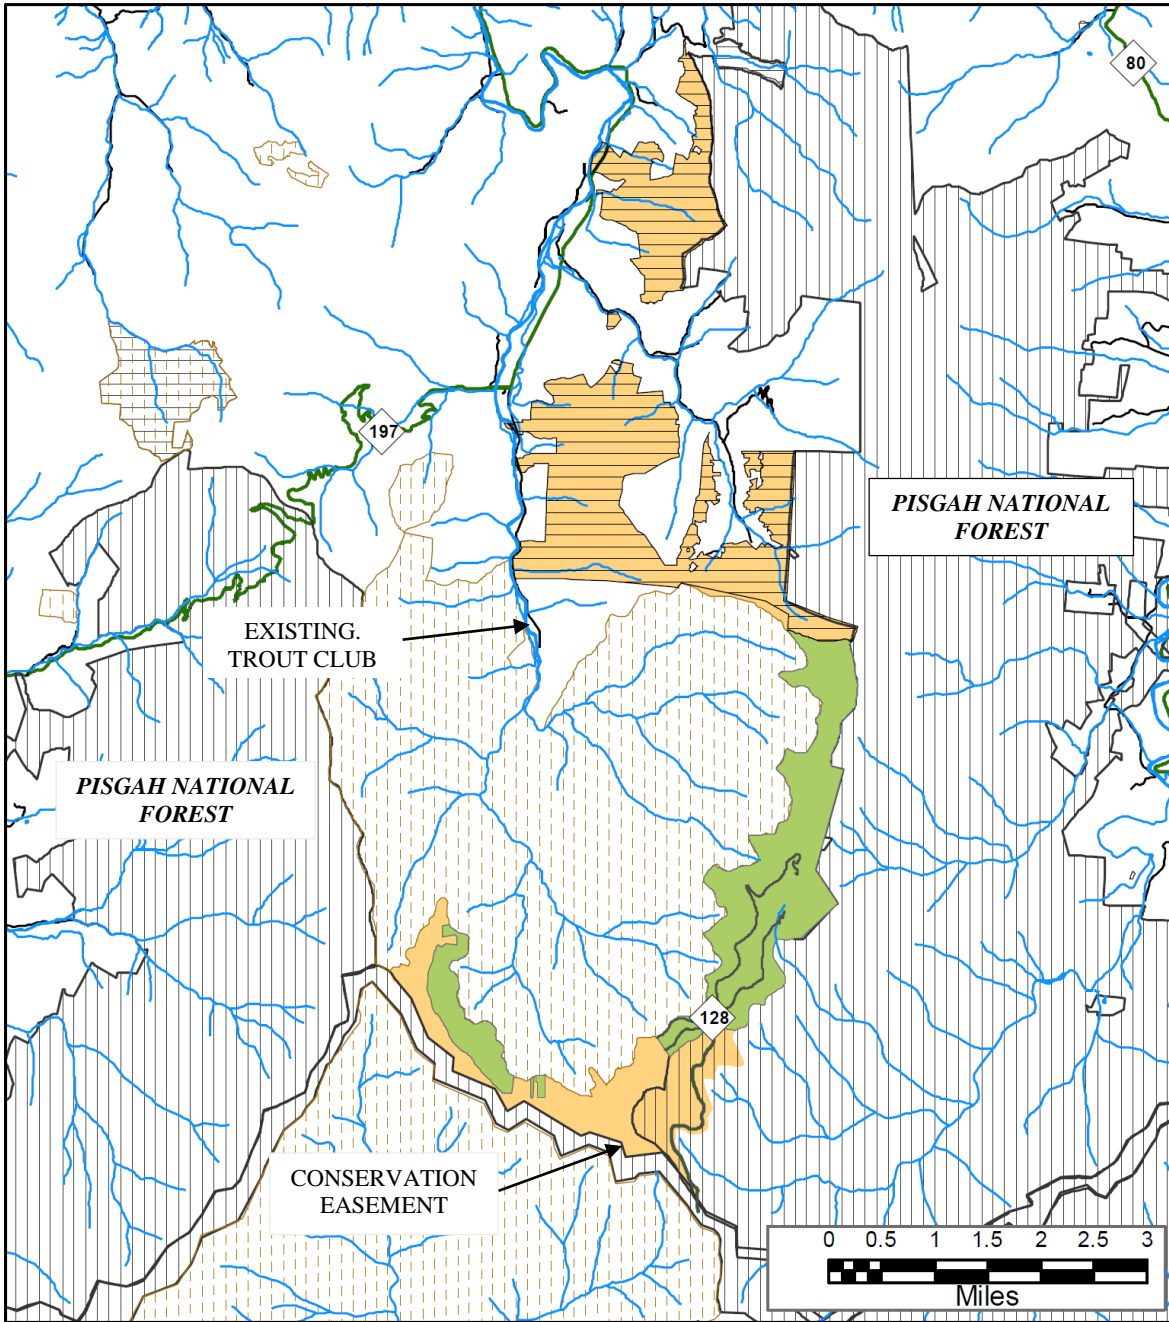 80
197
PISGAH NATIONAL
FOREST
EXISTING.
TROUT CLUB
PISGAH NATIONAL
FOREST
128
CONSERVATION
EASEMENT
0 0.5 1 1.5 2 2.5 3
Miles